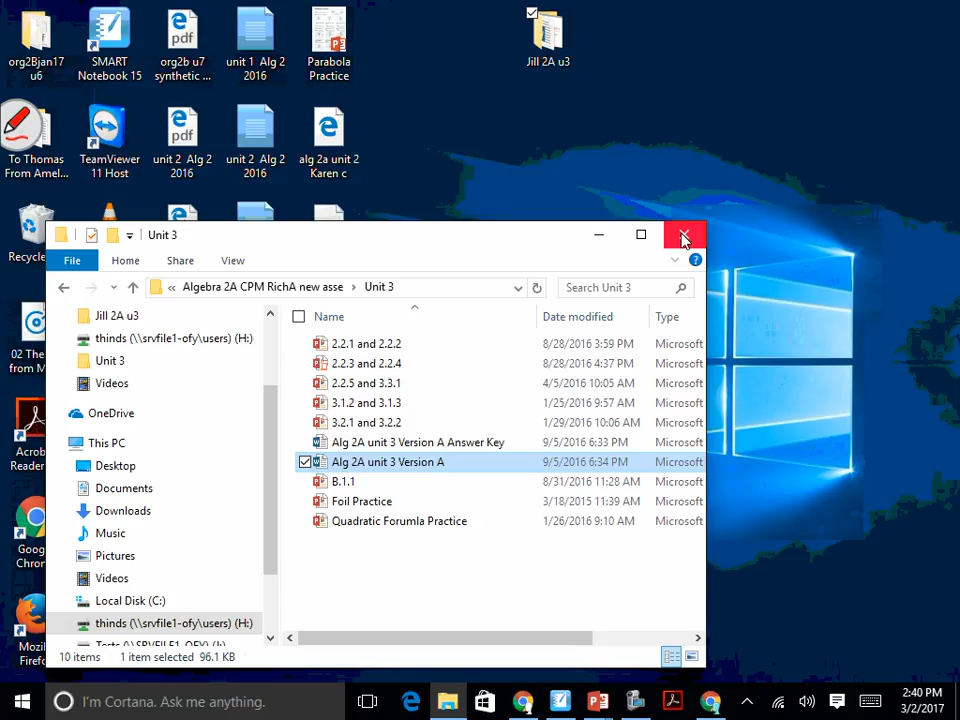 org2Bjan17
u6
SMART
Notebook 15
pdf
org2b u7
synthetic ...
unit 1 Alg 2
2016
Parabola
Practice
Jill 2A u3
To Thomas
From Amel...
TeamViewer
11 Host
pdf
unit 2 Alg 2
2016
unit 2 Alg 2
2016
alg 2a unit 2
Karen c
Recycle
02 The
from M
Acrob
Reader
Goog
Chron
Mozil
Firefo
Unit 3
File
Home
Share
View
« Algebra 2A CPM RichA new asse > Unit 3
Search Unit 3
Jill 2A u3
thinds (\\srvfile1-ofy\users) (H:)
Unit 3
Videos
OneDrive
This PC
Desktop
Documents
Downloads
Music
Pictures
Videos
Local Disk (C:)
thinds (\\srvfile1-ofy\users) (H:)
Name Date modified Type
2.2.1 and 2.2.2 8/28/2016 3:59 PM Microsoft
2.2.3 and 2.2.4 8/28/2016 4:37 PM Microsoft
2.2.5 and 3.3.1 4/5/2016 10:05 AM Microsoft
3.1.2 and 3.1.3 1/25/2016 9:57 AM Microsoft
3.2.1 and 3.2.2 1/29/2016 10:06 AM Microsoft
Alg 2A unit 3 Version A Answer Key 9/5/2016 6:33 PM Microsoft
Alg 2A unit 3 Version A 9/5/2016 6:34 PM Microsoft
B.1.1 8/31/2016 11:28 AM Microsoft
Foil Practice 3/18/2015 11:39 AM Microsoft
Quadratic Forumla Practice 1/26/2016 9:10 AM Microsoft
10 items 1 item selected 96.1 KB
I'm Cortana. Ask me anything.
2:40 PM
3/2/2017